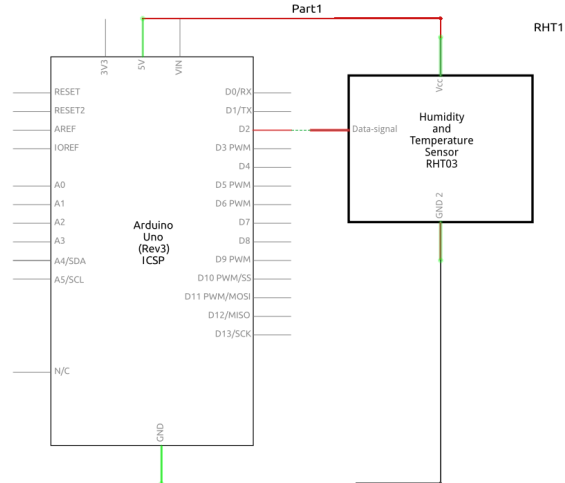 Part1
RHT1
3V3
5V
VIN
RESET
RESET2
AREF
IOREF
A0
A1
A2
A3
A4/SDA
A5/SCL
N/C
Arduino
Uno
(Rev3)
ICSP
D0/RX
D1/TX
D2
D3 PWM
D4
D5 PWM
D6 PWM
D7
D8
D9 PWM
D10 PWM/SS
D11 PWM/MOSI
D12/MISO
D13/SCK
GND
Vcc
Data-signal
Humidity
and
Temperature
Sensor
RHT03
GND 2